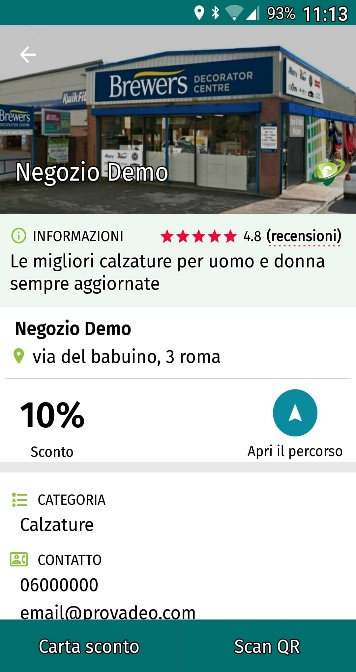 93% 11:13
Brewers DECORATOR
CENTRE
Kwik Fit
Brewers
Negozio Demo
INFORMAZIONI 4.8 (recensioni)
Le migliori calzature per uomo e donna
sempre aggiornate
Negozio Demo
via del babuino, 3 roma
10%
Sconto Apri il percorso
CATEGORIA
Calzature
CONTATTO
06000000
email@provadeo.com
Carta sconto Scan QR